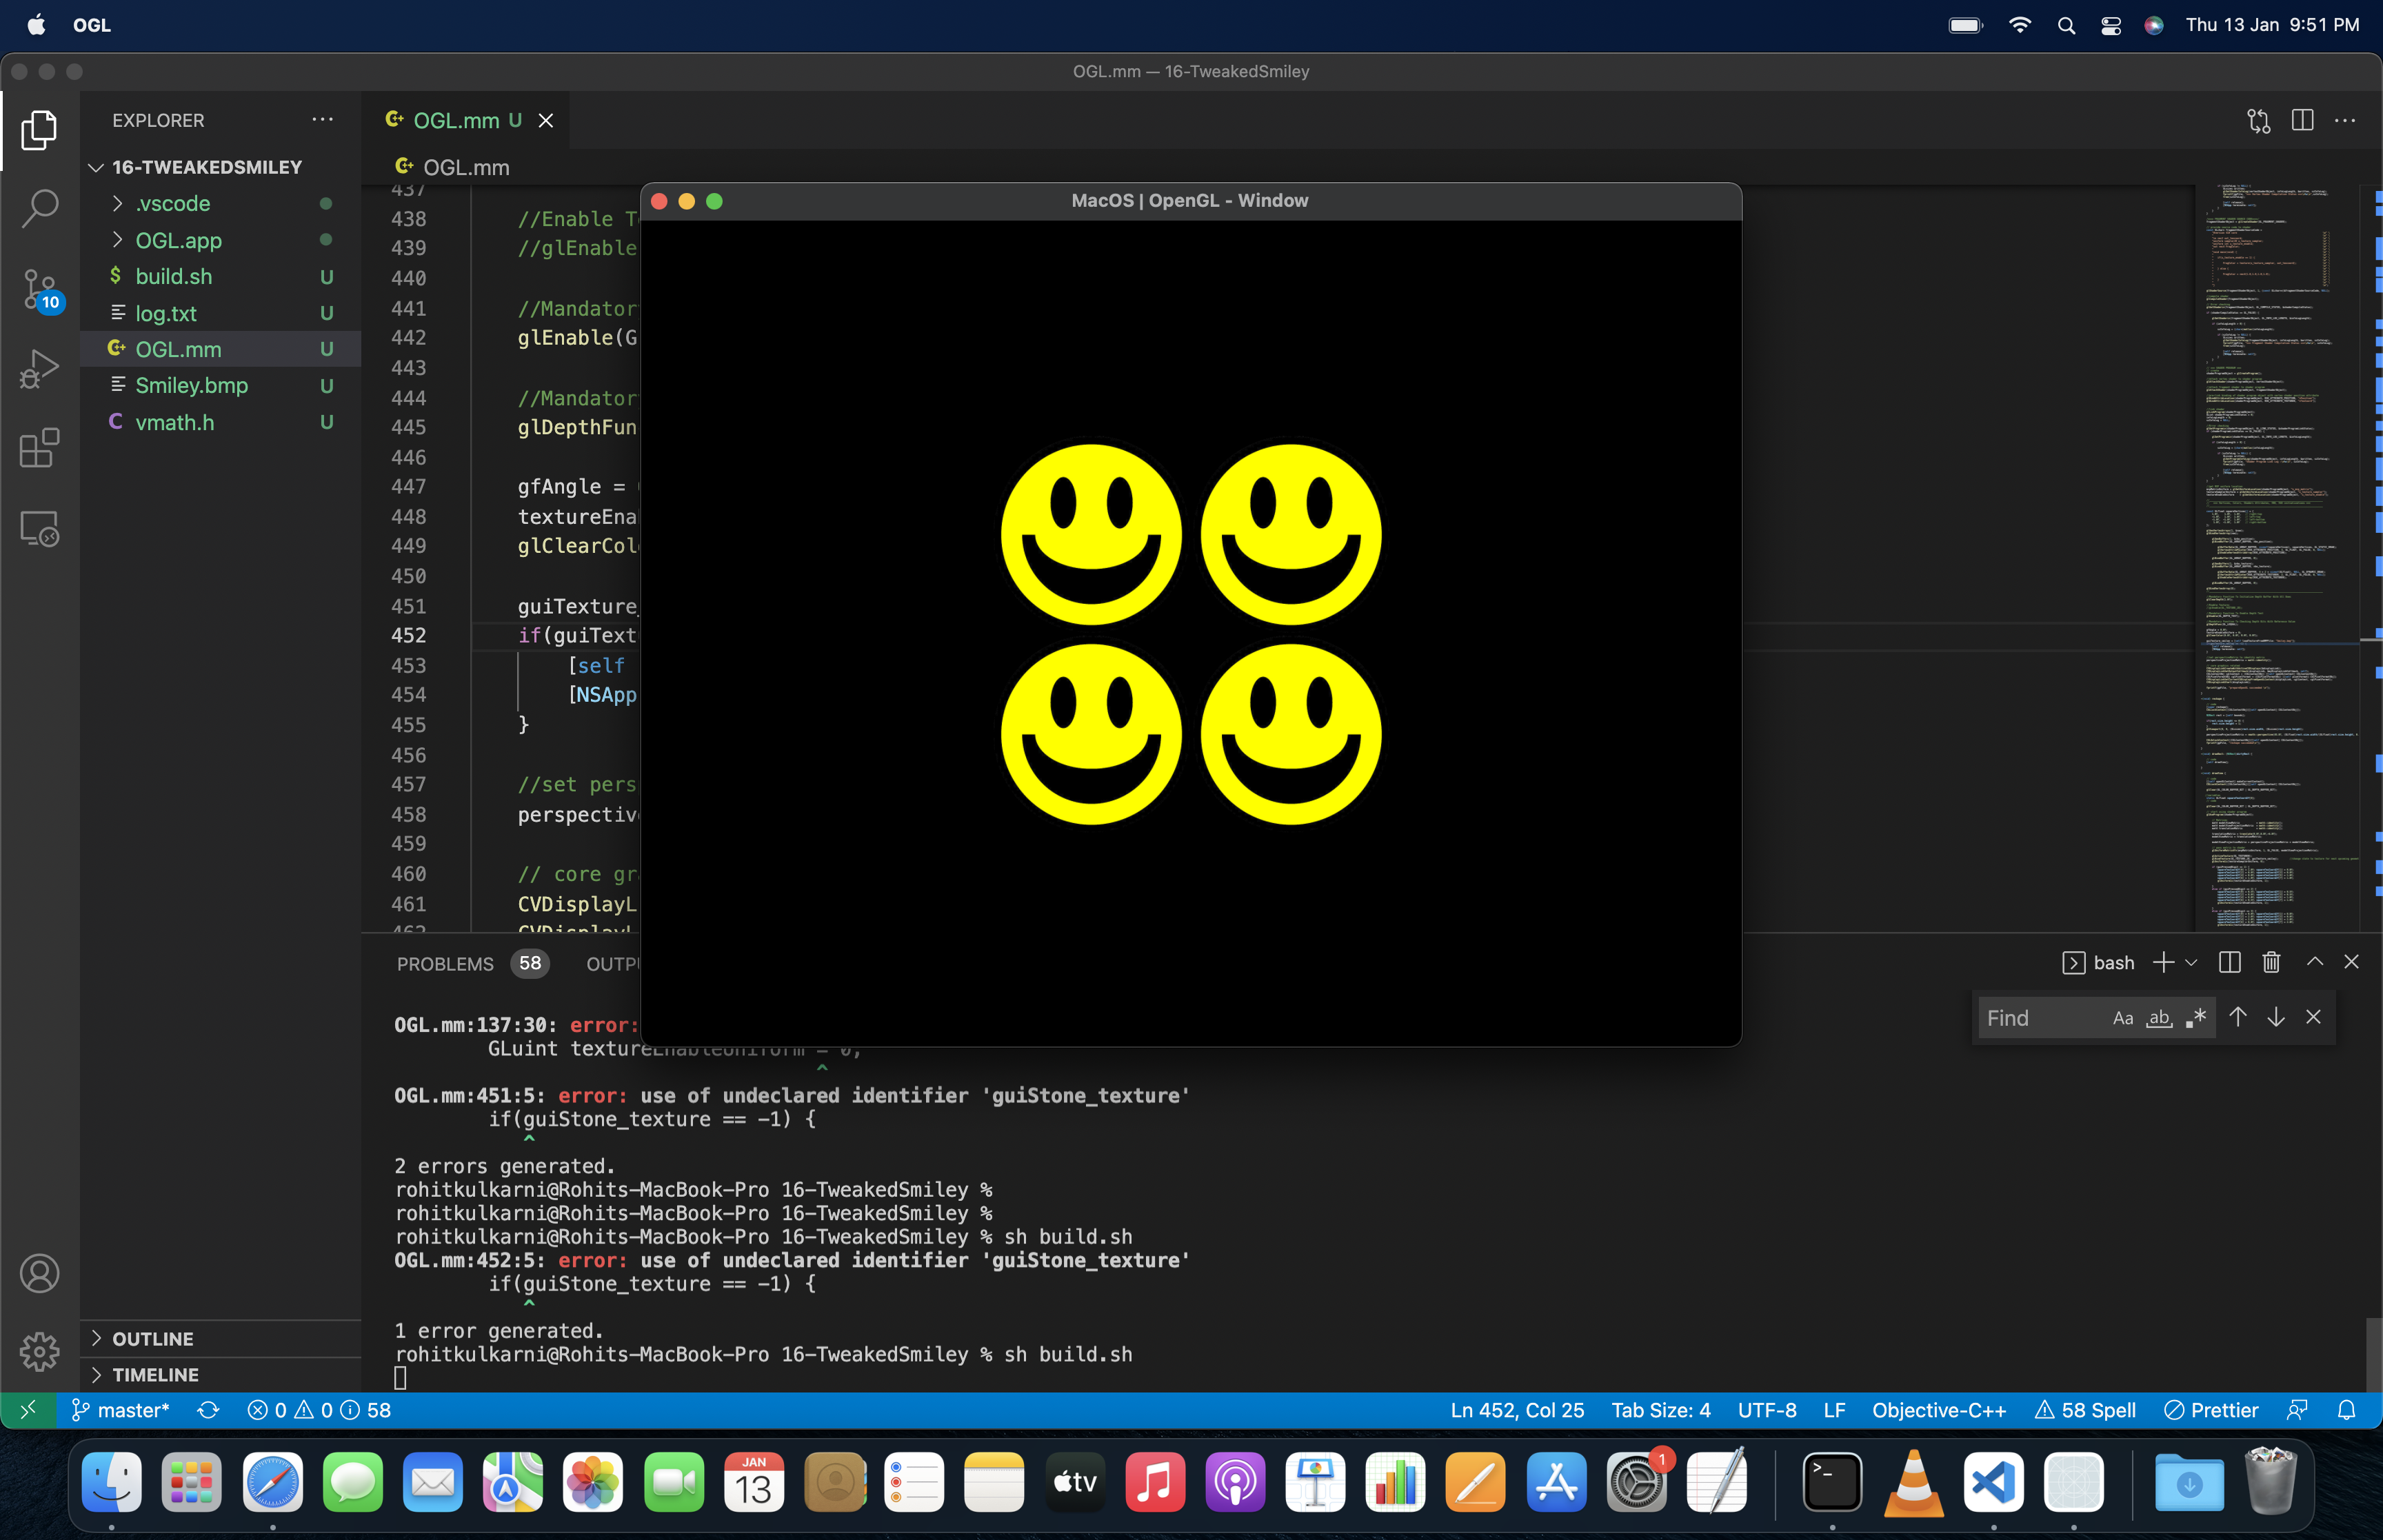 OGL
Thu 13 Jan 9:51 PM
OGL.mm — 16-TweakedSmiley
EXPLORER
OGL.mm U
16-TWEAKEDSMILEY
.vscode
OGL.app
build.sh U
log.txt U
OGL.mm U
Smiley.bmp U
vmath.h U
10
OGL.mm
437
438 //Enable T
439 //glEnable
440
441 //Mandator
442 glEnable(G
443
444 //Mandator
445 glDepthFun
446
447 gfAngle =
448 textureEna
449 glClearCol
450
451 guiTexture_
452 if(guiText
453 [self
454 [NSApp
455 }
456
457 //set pers
458 perspectiv
459
460 // core gr
461 CVDisplayL
462 CVDisplayL
MacOS | OpenGL - Window
PROBLEMS 58 OUTPU
bash
Find
Aa ab
OGL.mm:137:30: error:
GLuint textureEnableUniform = 0;
^
OGL.mm:451:5: error: use of undeclared identifier 'guiStone_texture'
if(guiStone_texture == -1) {
^
2 errors generated.
rohitkulkarni@Rohits-MacBook-Pro 16-TweakedSmiley %
rohitkulkarni@Rohits-MacBook-Pro 16-TweakedSmiley %
rohitkulkarni@Rohits-MacBook-Pro 16-TweakedSmiley % sh build.sh
OGL.mm:452:5: error: use of undeclared identifier 'guiStone_texture'
if(guiStone_texture == -1) {
^
1 error generated.
rohitkulkarni@Rohits-MacBook-Pro 16-TweakedSmiley % sh build.sh
OUTLINE
TIMELINE
master* 0 0 58
Ln 452, Col 25 Tab Size: 4 UTF-8 LF Objective-C++ 58 Spell Prettier
JAN
13
tv
1